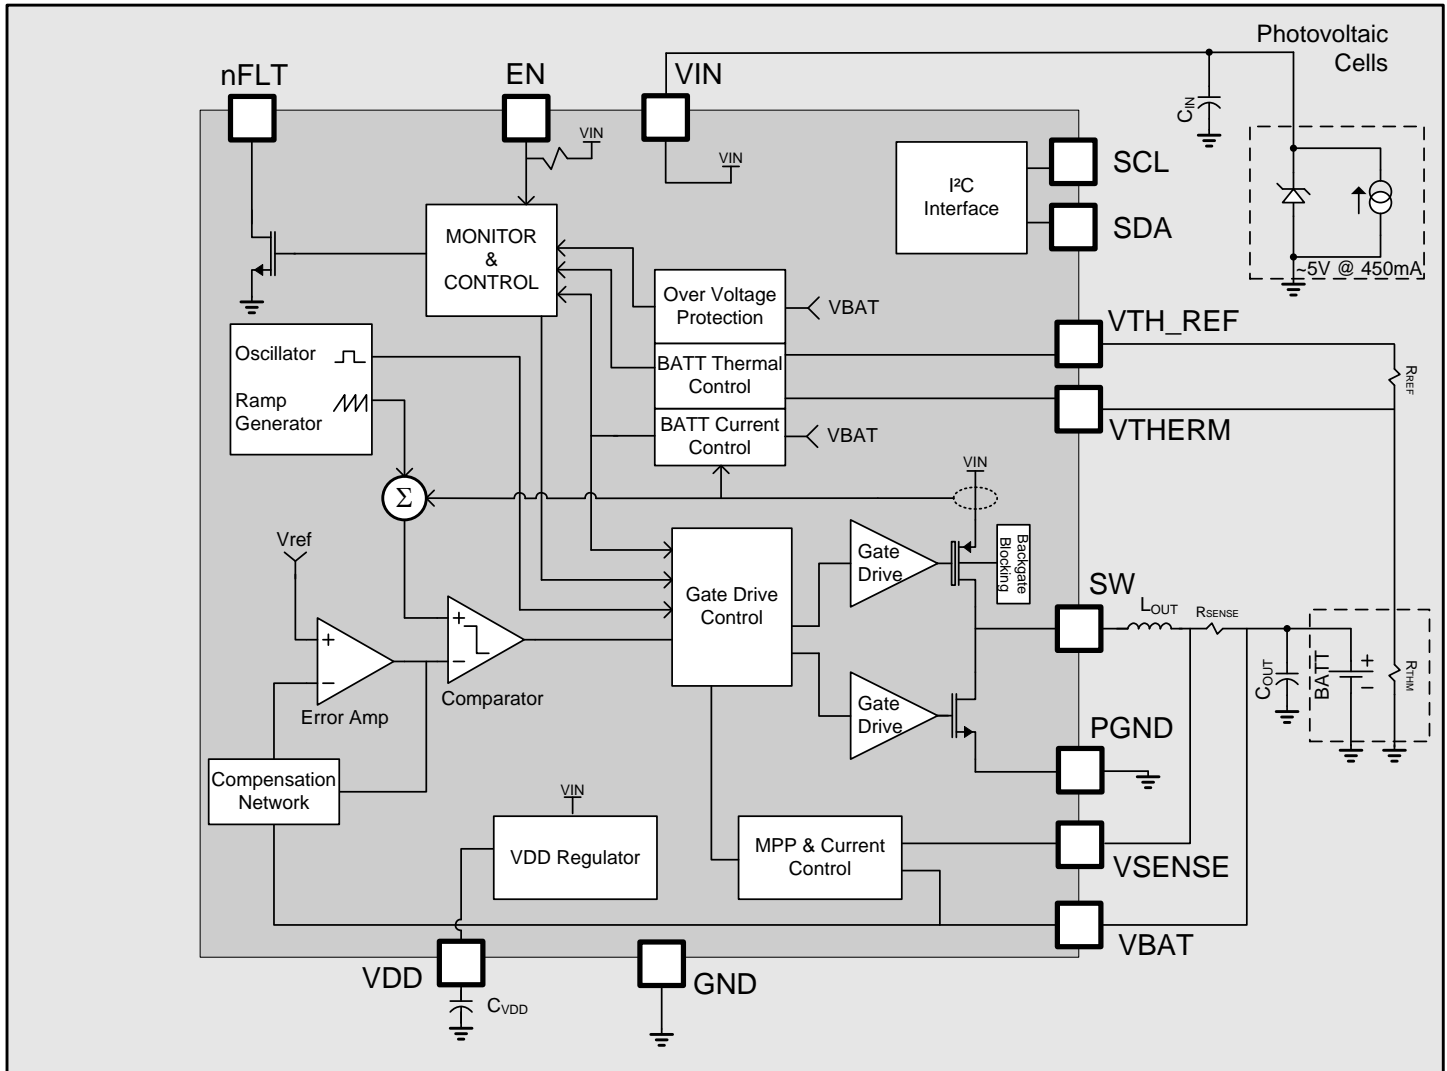 Photovoltaic
Cells
nFLT
EN
VIN
CIN
VIN
VIN
SCL
I²C
Interface
SDA
MONITOR
&
CONTROL
~5V @ 450mA
Over Voltage
Protection
VBAT
VTH_REF
Oscillator
BATT Thermal
Control
RREF
Ramp
Generator
BATT Current
Control
VBAT
VTHERM
VIN
Σ
Vref
Gate
Drive
Backgate
Blocking
SW
Gate Drive
Control
LOUT
RSENSE
+
−
+
−
Error Amp
Comparator
Gate
Drive
COUT
BATT
+
−
RTHM
PGND
Compensation
Network
VIN
VDD Regulator
MPP & Current
Control
VSENSE
VBAT
VDD
GND
CVDD